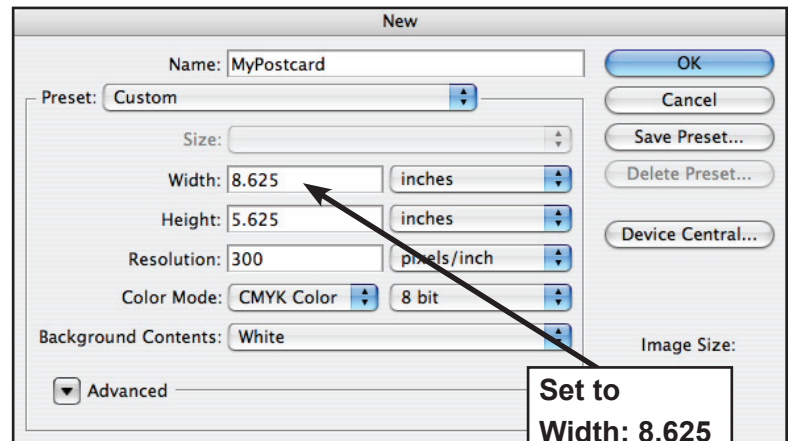 New
Name: MyPostcard
OK
Preset: Custom
Cancel
Size:
Save Preset...
Width: 8.625 inches
Delete Preset...
Height: 5.625 inches
Device Central...
Resolution: 300 pixels/inch
Color Mode: CMYK Color 8 bit
Background Contents: White
Image Size:
Advanced
Set to
Width: 8.625